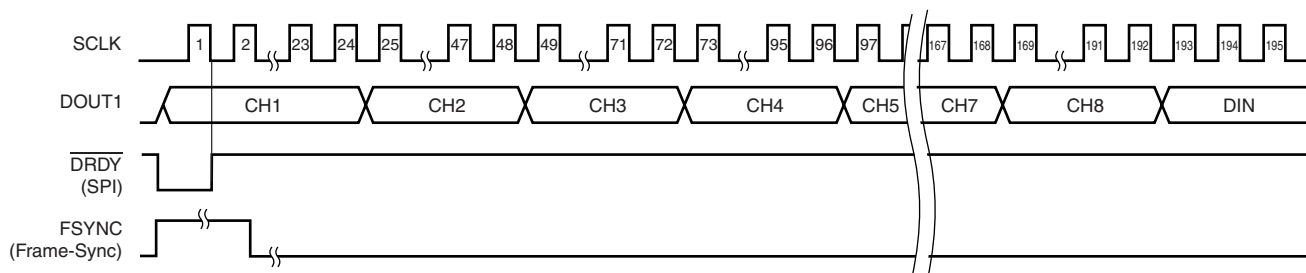 SCLK 1 2 23 24 25 47 48 49 71 72 73 95 96 97 167 168 169 191 192 193 194 195
DOUT1 CH1 CH2 CH3 CH4 CH5 CH7 CH8 DIN
DRDY
(SPI)
FSYNC
(Frame-Sync)